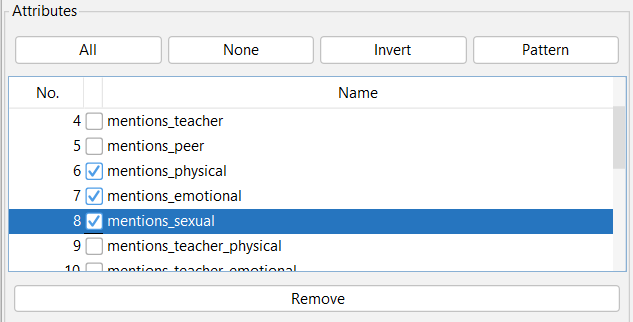 Attributes
All None Invert Pattern
No. Name
4 mentions_teacher
5 mentions_peer
6 mentions_physical
7 mentions_emotional
8 mentions_sexual
9 mentions_teacher_physical
10 mentions_teacher_emotional
Remove